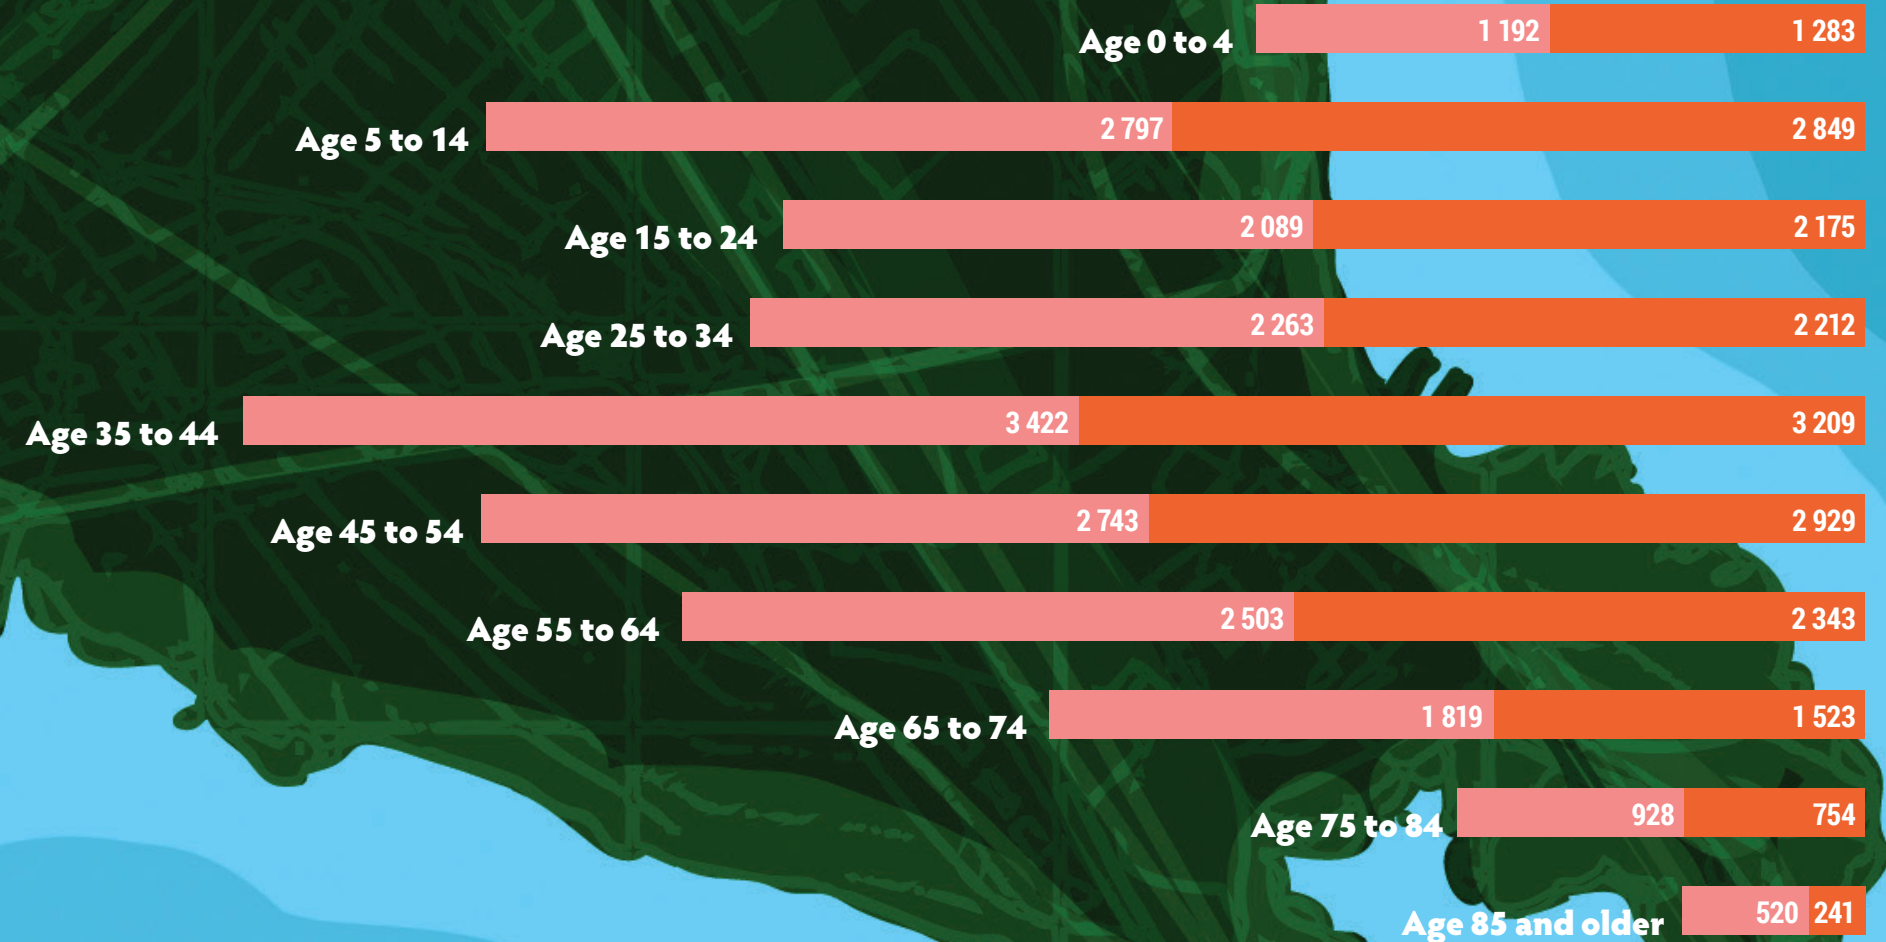 Age 0 to 4 1 192 1 283
Age 5 to 14 2 797 2 849
Age 15 to 24 2 089 2 175
Age 25 to 34 2 263 2 212
Age 35 to 44 3 422 3 209
Age 45 to 54 2 743 2 929
Age 55 to 64 2 503 2 343
Age 65 to 74 1 819 1 523
Age 75 to 84 928 754
Age 85 and older 520 241